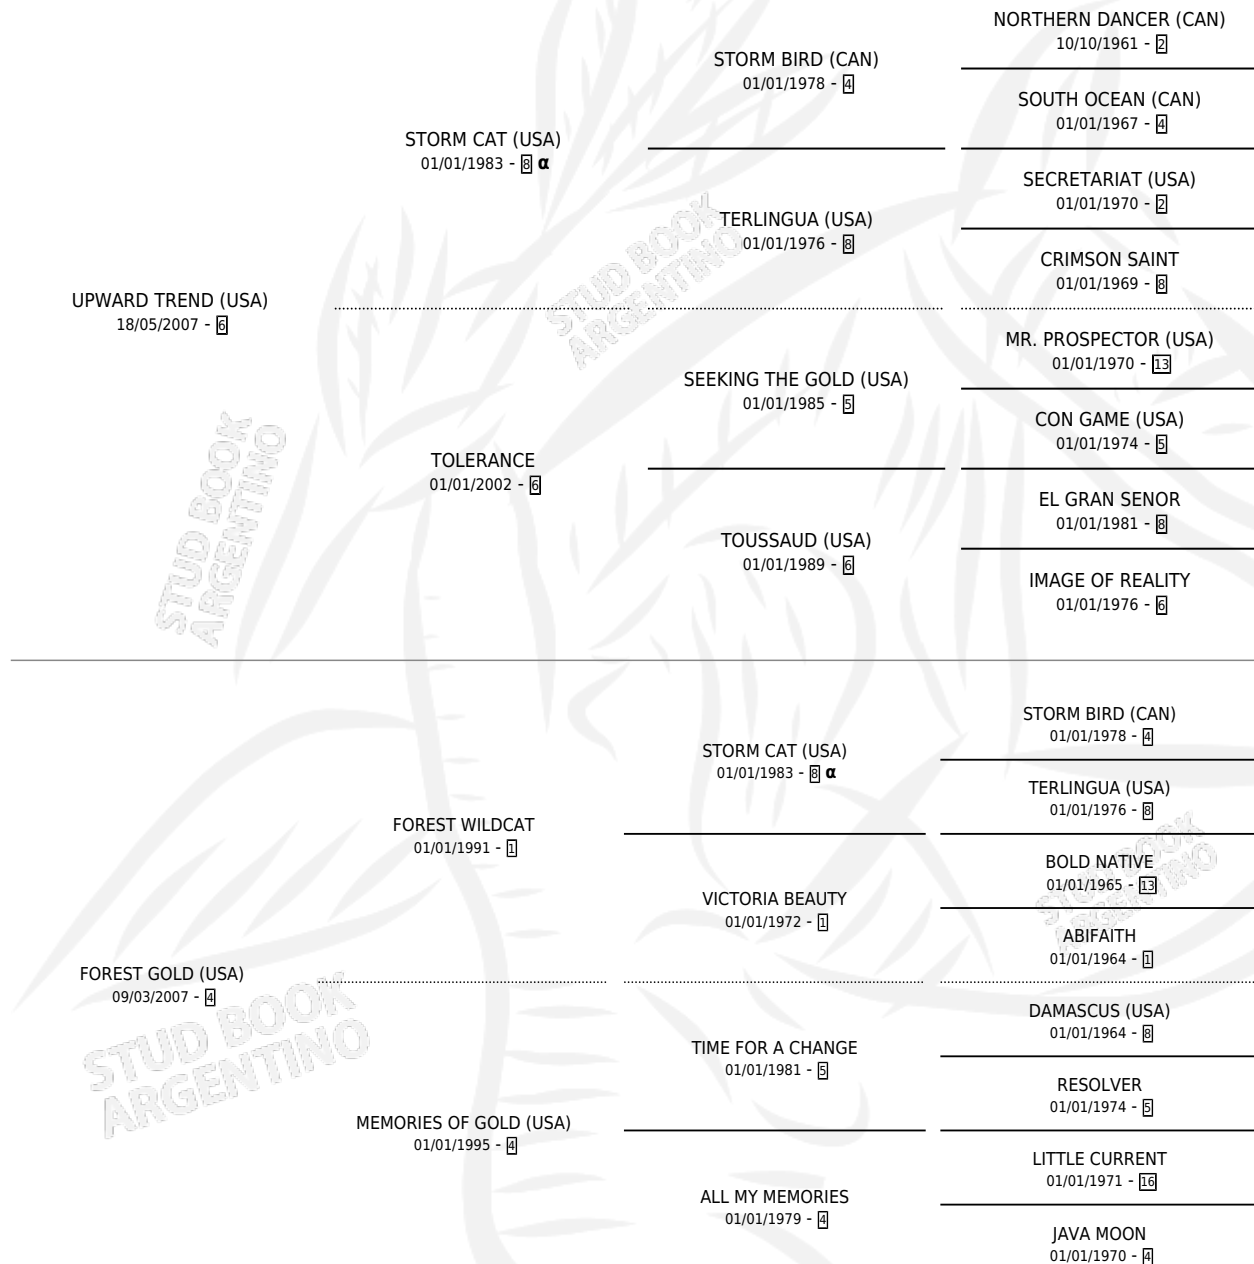 NORTHERN DANCER (CAN)
10/10/1961 - 2
STORM BIRD (CAN)
01/01/1978 - 4
SOUTH OCEAN (CAN)
01/01/1967 - 4
STORM CAT (USA)
01/01/1983 - 8 α
SECRETARIAT (USA)
01/01/1970 - 2
TERLINGUA (USA)
01/01/1976 - 8
CRIMSON SAINT
01/01/1969 - 8
UPWARD TREND (USA)
18/05/2007 - 6
MR. PROSPECTOR (USA)
01/01/1970 - 13
SEEKING THE GOLD (USA)
01/01/1985 - 5
CON GAME (USA)
01/01/1974 - 5
TOLERANCE
01/01/2002 - 6
EL GRAN SENOR
01/01/1981 - 8
TOUSSAUD (USA)
01/01/1989 - 6
IMAGE OF REALITY
01/01/1976 - 6
STORM BIRD (CAN)
01/01/1978 - 4
STORM CAT (USA)
01/01/1983 - 8 α
TERLINGUA (USA)
01/01/1976 - 8
FOREST WILDCAT
01/01/1991 - 1
BOLD NATIVE
01/01/1965 - 13
VICTORIA BEAUTY
01/01/1972 - 1
ABIFAITH
01/01/1964 - 1
FOREST GOLD (USA)
09/03/2007 - 4
DAMASCUS (USA)
01/01/1964 - 8
TIME FOR A CHANGE
01/01/1981 - 5
RESOLVER
01/01/1974 - 5
MEMORIES OF GOLD (USA)
01/01/1995 - 4
LITTLE CURRENT
01/01/1971 - 16
ALL MY MEMORIES
01/01/1979 - 4
JAVA MOON
01/01/1970 - 4
STUD BOOK
ARGENTINO
STUD BOOK
ARGENTINO
STUD BOOK
ARGENTINO
STUD BOOK
ARGENTINO